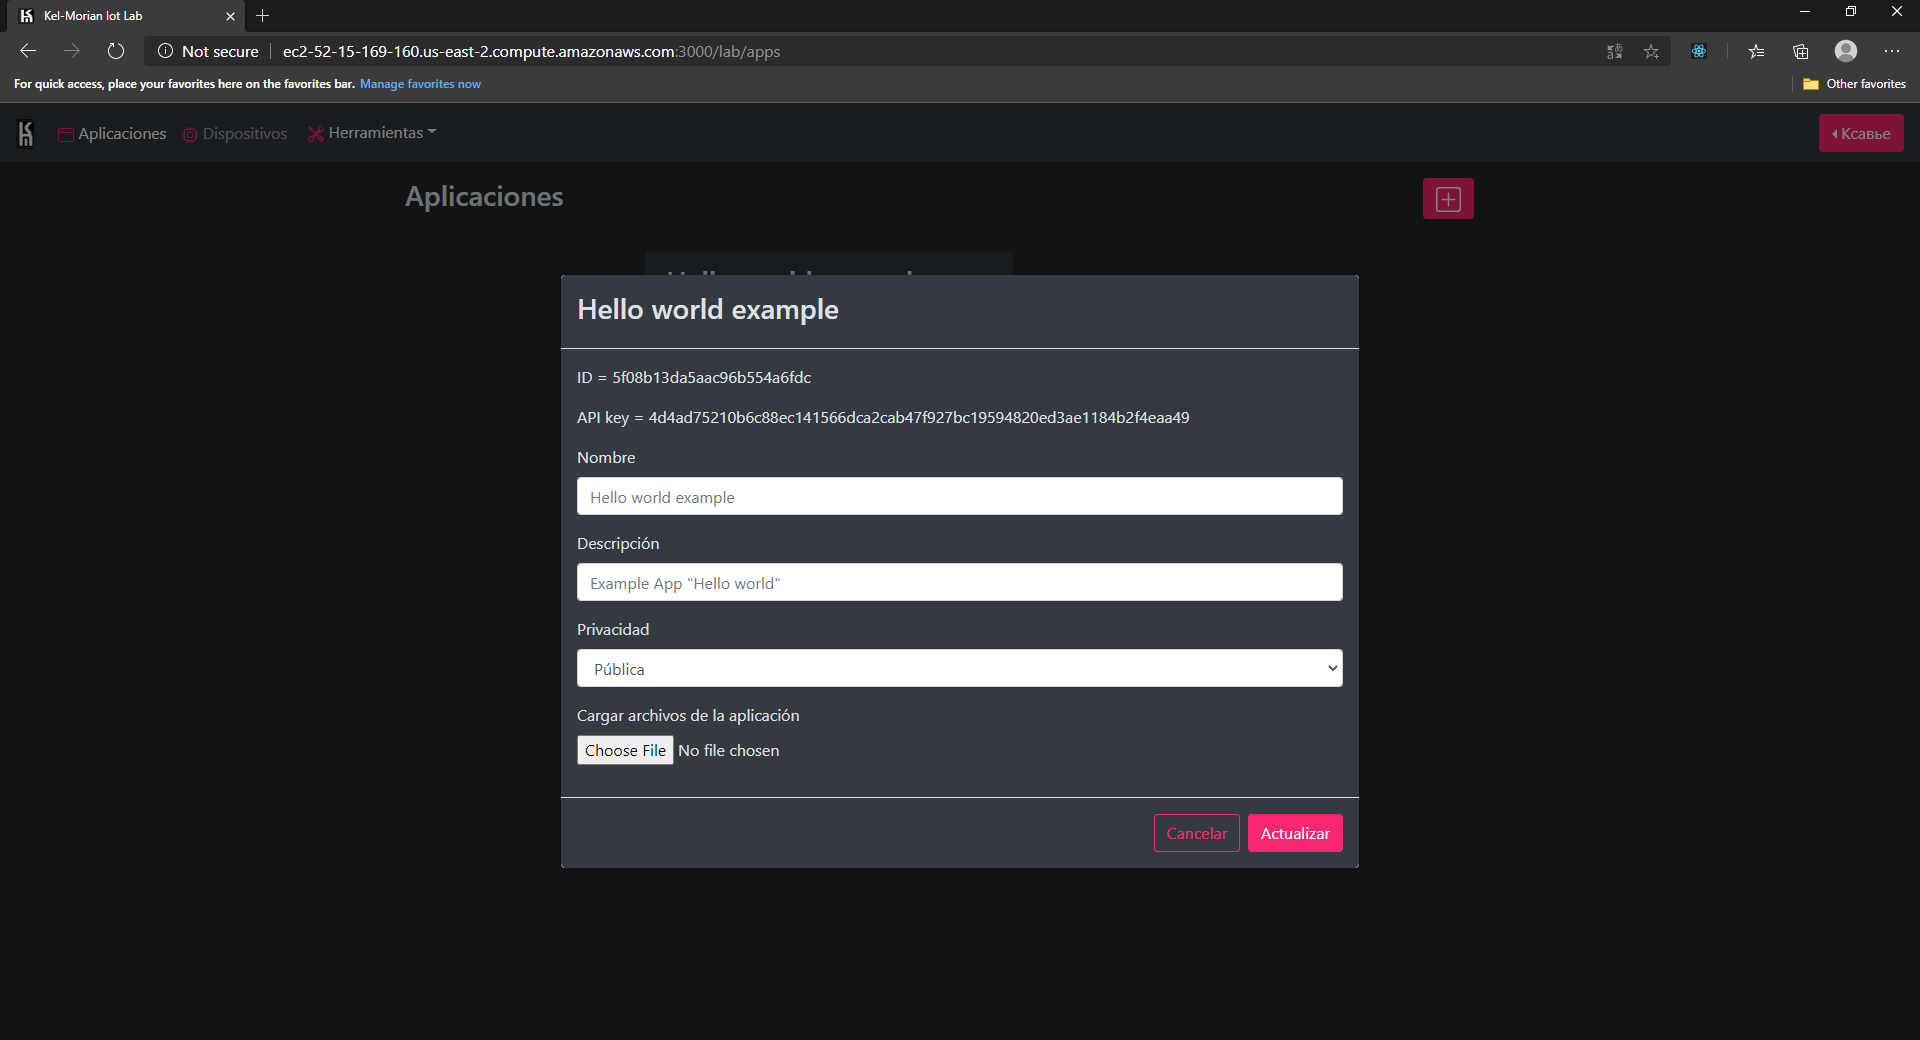 Kel-Morian Iot Lab
Not secure
ec2-52-15-169-160.us-east-2.compute.amazonaws.com:3000/lab/apps
For quick access, place your favorites here on the favorites bar. Manage favorites now
Other favorites
Aplicaciones
Dispositivos
Herramientas
Ксавье
Aplicaciones
Hello world example
ID = 5f08b13da5aac96b554a6fdc
API key = 4d4ad75210b6c88ec141566dca2cab47f927bc19594820ed3ae1184b2f4eaa49
Nombre
Hello world example
Descripción
Example App "Hello world"
Privacidad
Pública
Cargar archivos de la aplicación
Choose File No file chosen
Cancelar
Actualizar